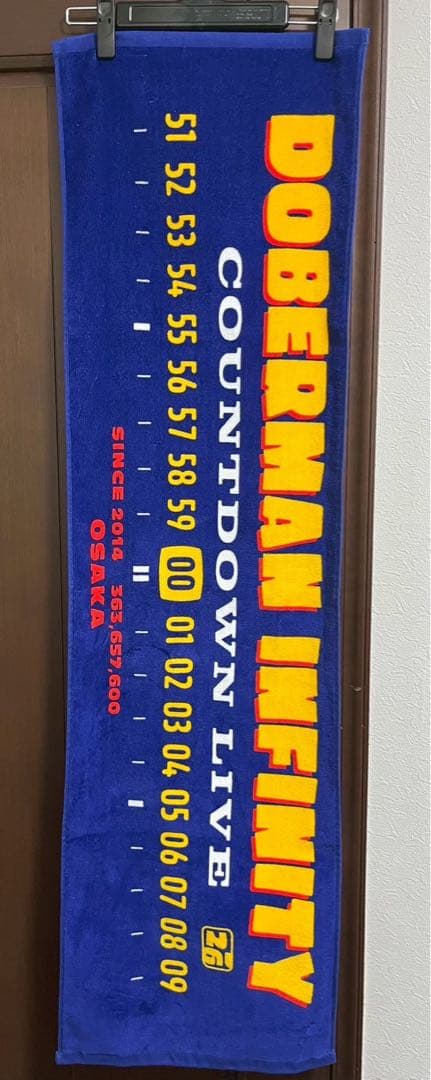 DOBERMAN INFINITY
COUNTDOWN LIVE 26
51 52 53 54 55 56 57 58 59 00 01 02 03 04 05 06 07 08 09
SINCE 2014 363,657,600
OSAKA